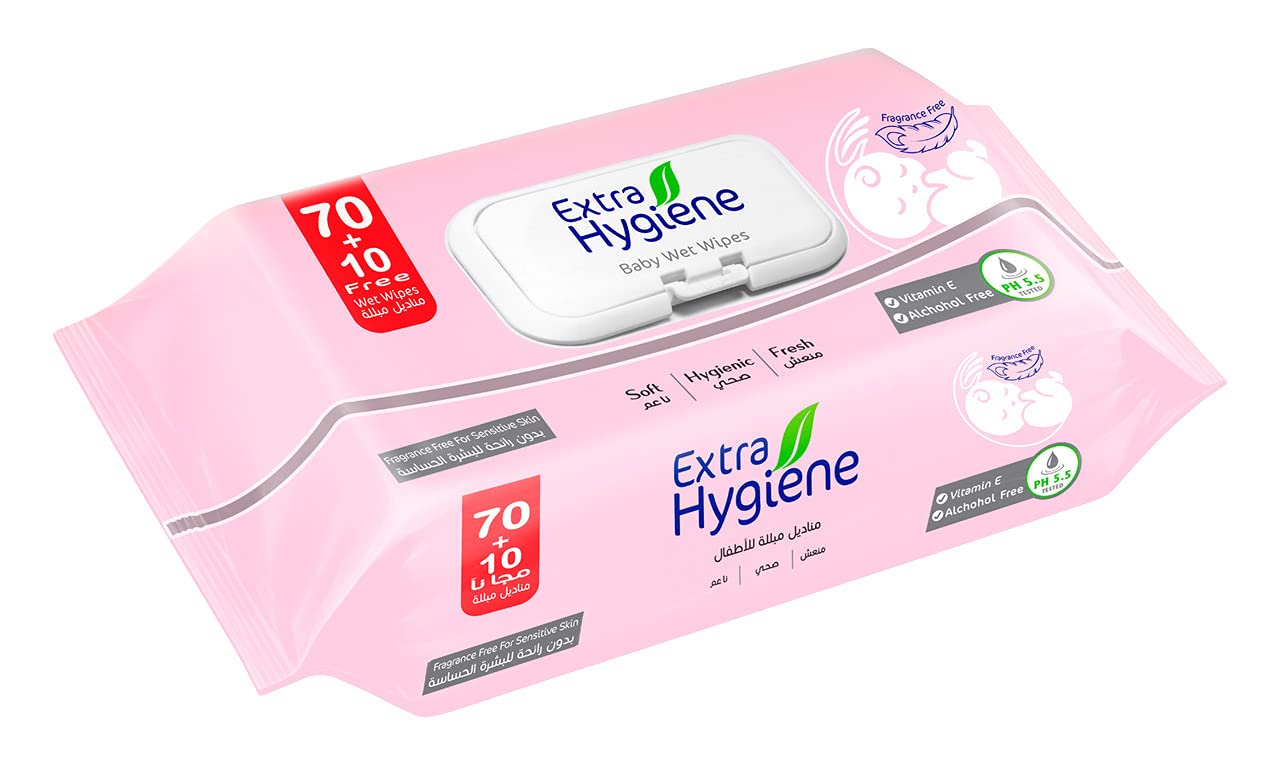 70
+
10
Free
Wet Wipes
مناديل مبللة
Extra
Hygiene
Baby Wet Wipes
Fragrance Free
Vitamin E
Alchohol Free
PH 5.5
TESTED
Soft | Hygienic | Fresh
ناعم | صحي | منعش
Fragrance Free For Sensitive Skin
بدون رائحة للبشرة الحساسة
70
+
10
مجاناً
مناديل مبللة
Extra
Hygiene
مناديل مبللة للأطفال
منعش | صحي | ناعم
Fragrance Free
Vitamin E
Alchohol Free
PH 5.5
TESTED
Fragrance Free For Sensitive Skin
بدون رائحة للبشرة الحساسة